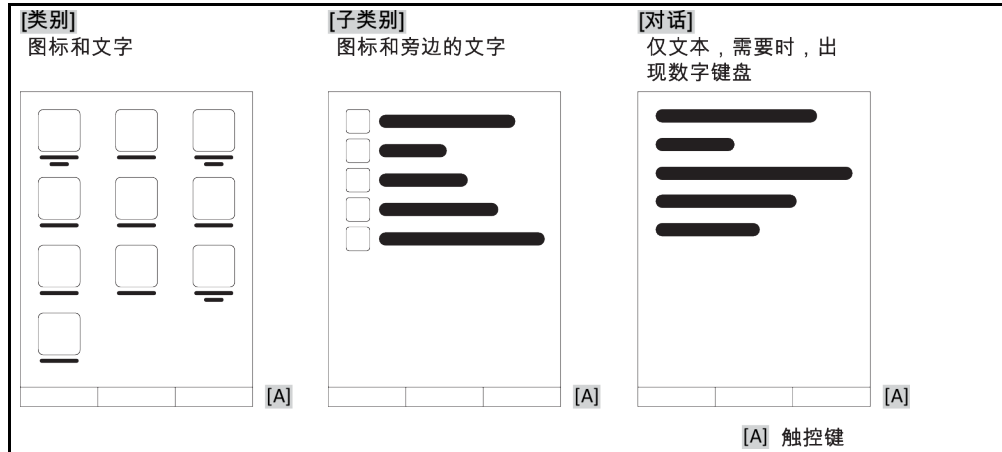 [类别]
图标和文字
[子类别]
图标和旁边的文字
[对话]
仅文本，需要时，出
现数字键盘
[A]
[A]
[A]
[A] 触控键